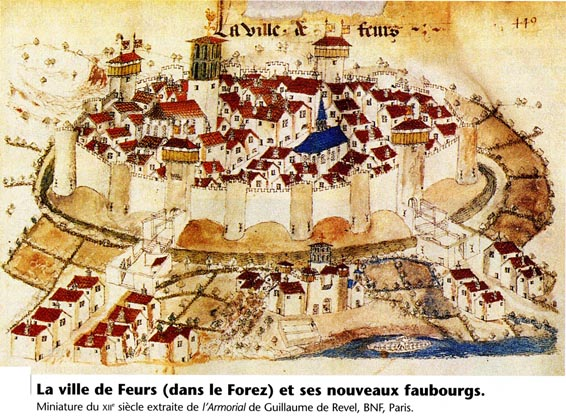 La ville de feurs
449
La ville de Feurs (dans le Forez) et ses nouveaux faubourgs.
Miniature du XIIe siècle extraite de l'Armorial de Guillaume de Revel, BNF, Paris.